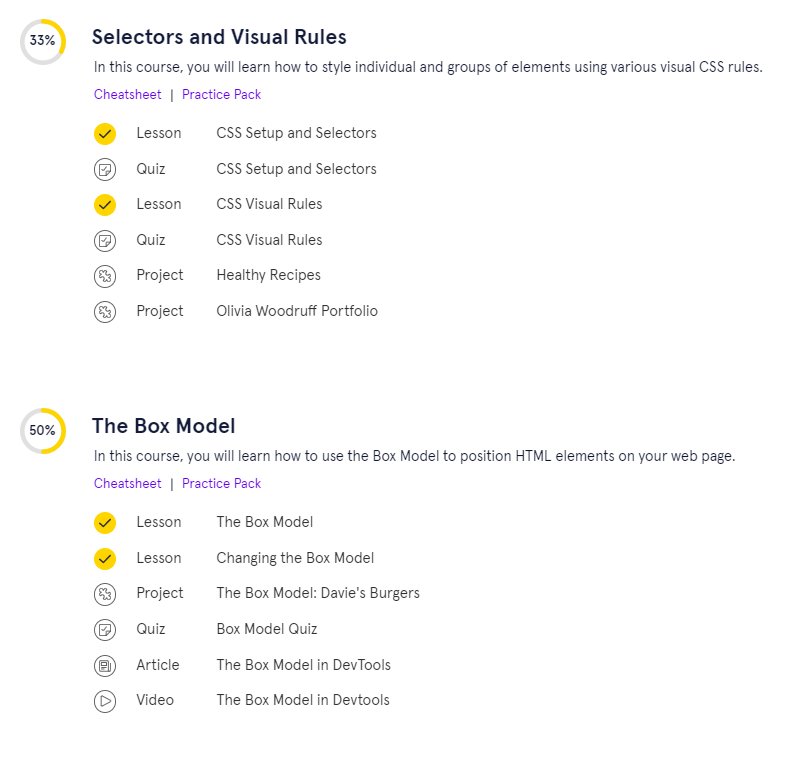 33%
Selectors and Visual Rules
In this course, you will learn how to style individual and groups of elements using various visual CSS rules.
Cheatsheet | Practice Pack
Lesson CSS Setup and Selectors
Quiz CSS Setup and Selectors
Lesson CSS Visual Rules
Quiz CSS Visual Rules
Project Healthy Recipes
Project Olivia Woodruff Portfolio
50%
The Box Model
In this course, you will learn how to use the Box Model to position HTML elements on your web page.
Cheatsheet | Practice Pack
Lesson The Box Model
Lesson Changing the Box Model
Project The Box Model: Davie's Burgers
Quiz Box Model Quiz
Article The Box Model in DevTools
Video The Box Model in Devtools